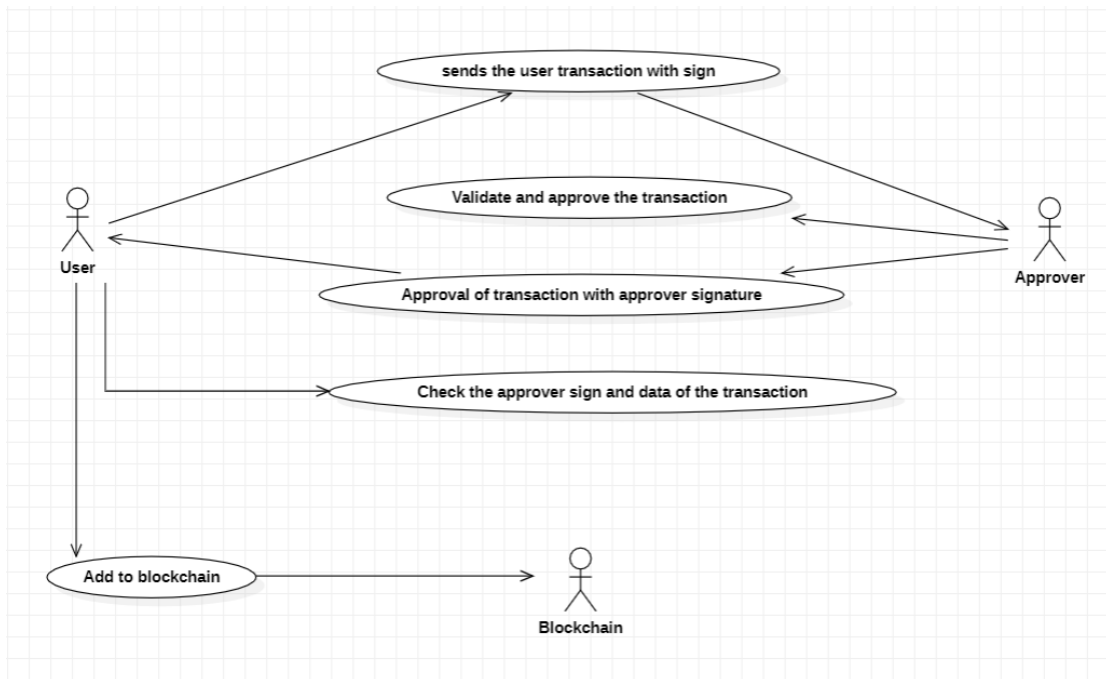 sends the user transaction with sign
Validate and approve the transaction
User
Approver
Approval of transaction with approver signature
Check the approver sign and data of the transaction
Add to blockchain
Blockchain